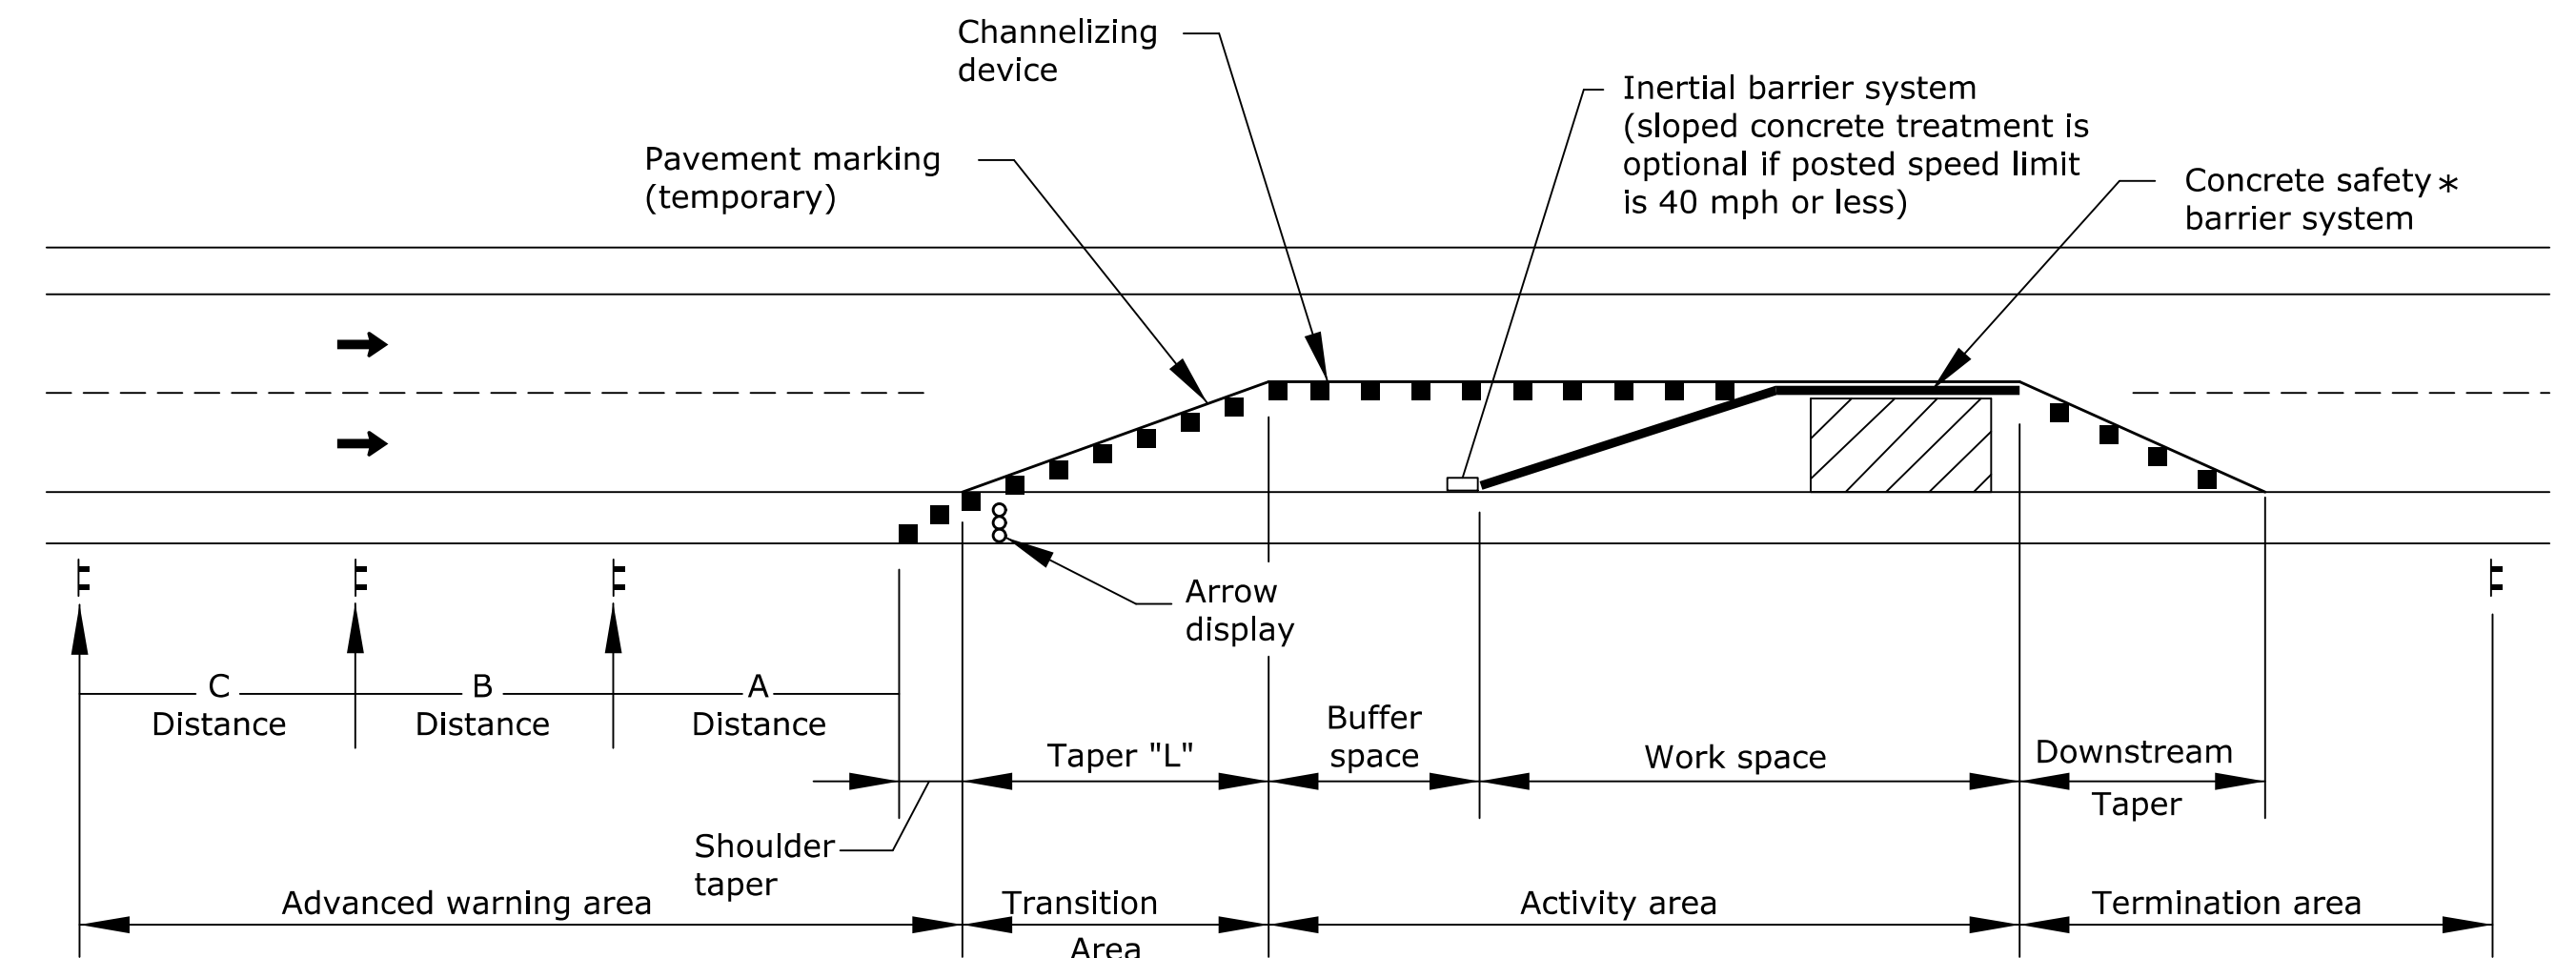 Channelizing
device
Inertial barrier system
(sloped concrete treatment is
optional if posted speed limit
is 40 mph or less)
Pavement marking
(temporary)
Concrete safety*
barrier system
Arrow
display
C
Distance
B
Distance
A
Distance
Buffer
space
Taper "L"
Work space
Downstream
Taper
Shoulder
taper
Advanced warning area
Transition
Area
Activity area
Termination area